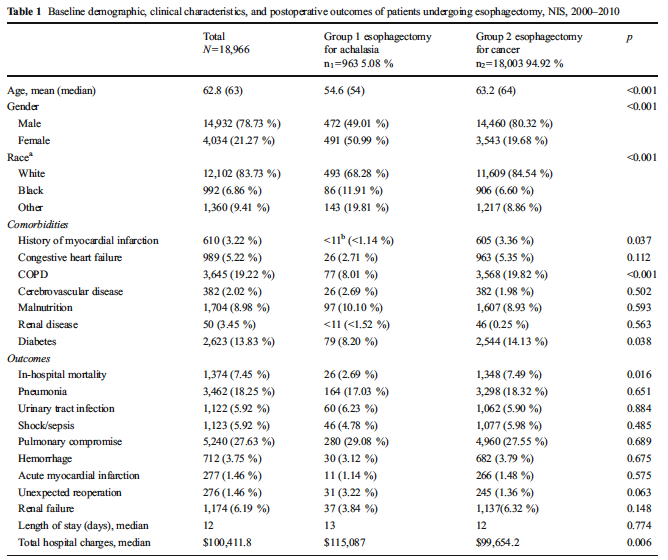 Table 1 Baseline demographic, clinical characteristics, and postoperative outcomes of patients undergoing esophagectomy, NIS, 2000–2010
Total Group 1 esophagectomy Group 2 esophagectomy p
N=18,966 for achalasia for cancer
n1=963 5.08 % n2=18,003 94.92 %
Age, mean (median) 62.8 (63) 54.6 (54) 63.2 (64) <0.001
Gender <0.001
Male 14,932 (78.73 %) 472 (49.01 %) 14,460 (80.32 %)
Female 4,034 (21.27 %) 491 (50.99 %) 3,543 (19.68 %)
Raceª <0.001
White 12,102 (83.73 %) 493 (68.28 %) 11,609 (84.54 %)
Black 992 (6.86 %) 86 (11.91 %) 906 (6.60 %)
Other 1,360 (9.41 %) 143 (19.81 %) 1,217 (8.86 %)
Comorbidities
History of myocardial infarction 610 (3.22 %) <11ᵇ (<1.14 %) 605 (3.36 %) 0.037
Congestive heart failure 989 (5.22 %) 26 (2.71 %) 963 (5.35 %) 0.112
COPD 3,645 (19.22 %) 77 (8.01 %) 3,568 (19.82 %) <0.001
Cerebrovascular disease 382 (2.02 %) 26 (2.69 %) 382 (1.98 %) 0.502
Malnutrition 1,704 (8.98 %) 97 (10.10 %) 1,607 (8.93 %) 0.593
Renal disease 50 (3.45 %) <11 (<1.52 %) 46 (0.25 %) 0.563
Diabetes 2,623 (13.83 %) 79 (8.20 %) 2,544 (14.13 %) 0.038
Outcomes
In-hospital mortality 1,374 (7.45 %) 26 (2.69 %) 1,348 (7.49 %) 0.016
Pneumonia 3,462 (18.25 %) 164 (17.03 %) 3,298 (18.32 %) 0.651
Urinary tract infection 1,122 (5.92 %) 60 (6.23 %) 1,062 (5.90 %) 0.884
Shock/sepsis 1,123 (5.92 %) 46 (4.78 %) 1,077 (5.98 %) 0.485
Pulmonary compromise 5,240 (27.63 %) 280 (29.08 %) 4,960 (27.55 %) 0.689
Hemorrhage 712 (3.75 %) 30 (3.12 %) 682 (3.79 %) 0.675
Acute myocardial infarction 277 (1.46 %) 11 (1.14 %) 266 (1.48 %) 0.575
Unexpected reoperation 276 (1.46 %) 31 (3.22 %) 245 (1.36 %) 0.063
Renal failure 1,174 (6.19 %) 37 (3.84 %) 1,137(6.32 %) 0.148
Length of stay (days), median 12 13 12 0.774
Total hospital charges, median $100,411.8 $115,087 $99,654.2 0.006